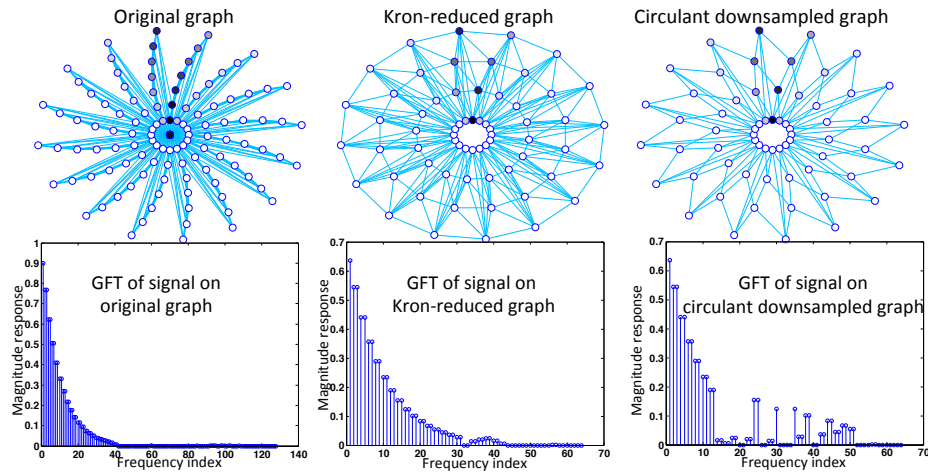 Original graph
Kron-reduced graph
Circulant downsampled graph
1
0.9
0.8
0.7
0.6
0.5
0.4
0.3
0.2
0.1
0
Magnitude response
GFT of signal on
original graph
0 20 40 60 80 100 120 140
Frequency index
0.7
0.6
0.5
0.4
0.3
0.2
0.1
0
Magnitude response
GFT of signal on
Kron-reduced graph
0 10 20 30 40 50 60 70
Frequency index
0.7
0.6
0.5
0.4
0.3
0.2
0.1
0
Magnitude response
GFT of signal on
circulant downsampled graph
0 10 20 30 40 50 60 70
Frequency index